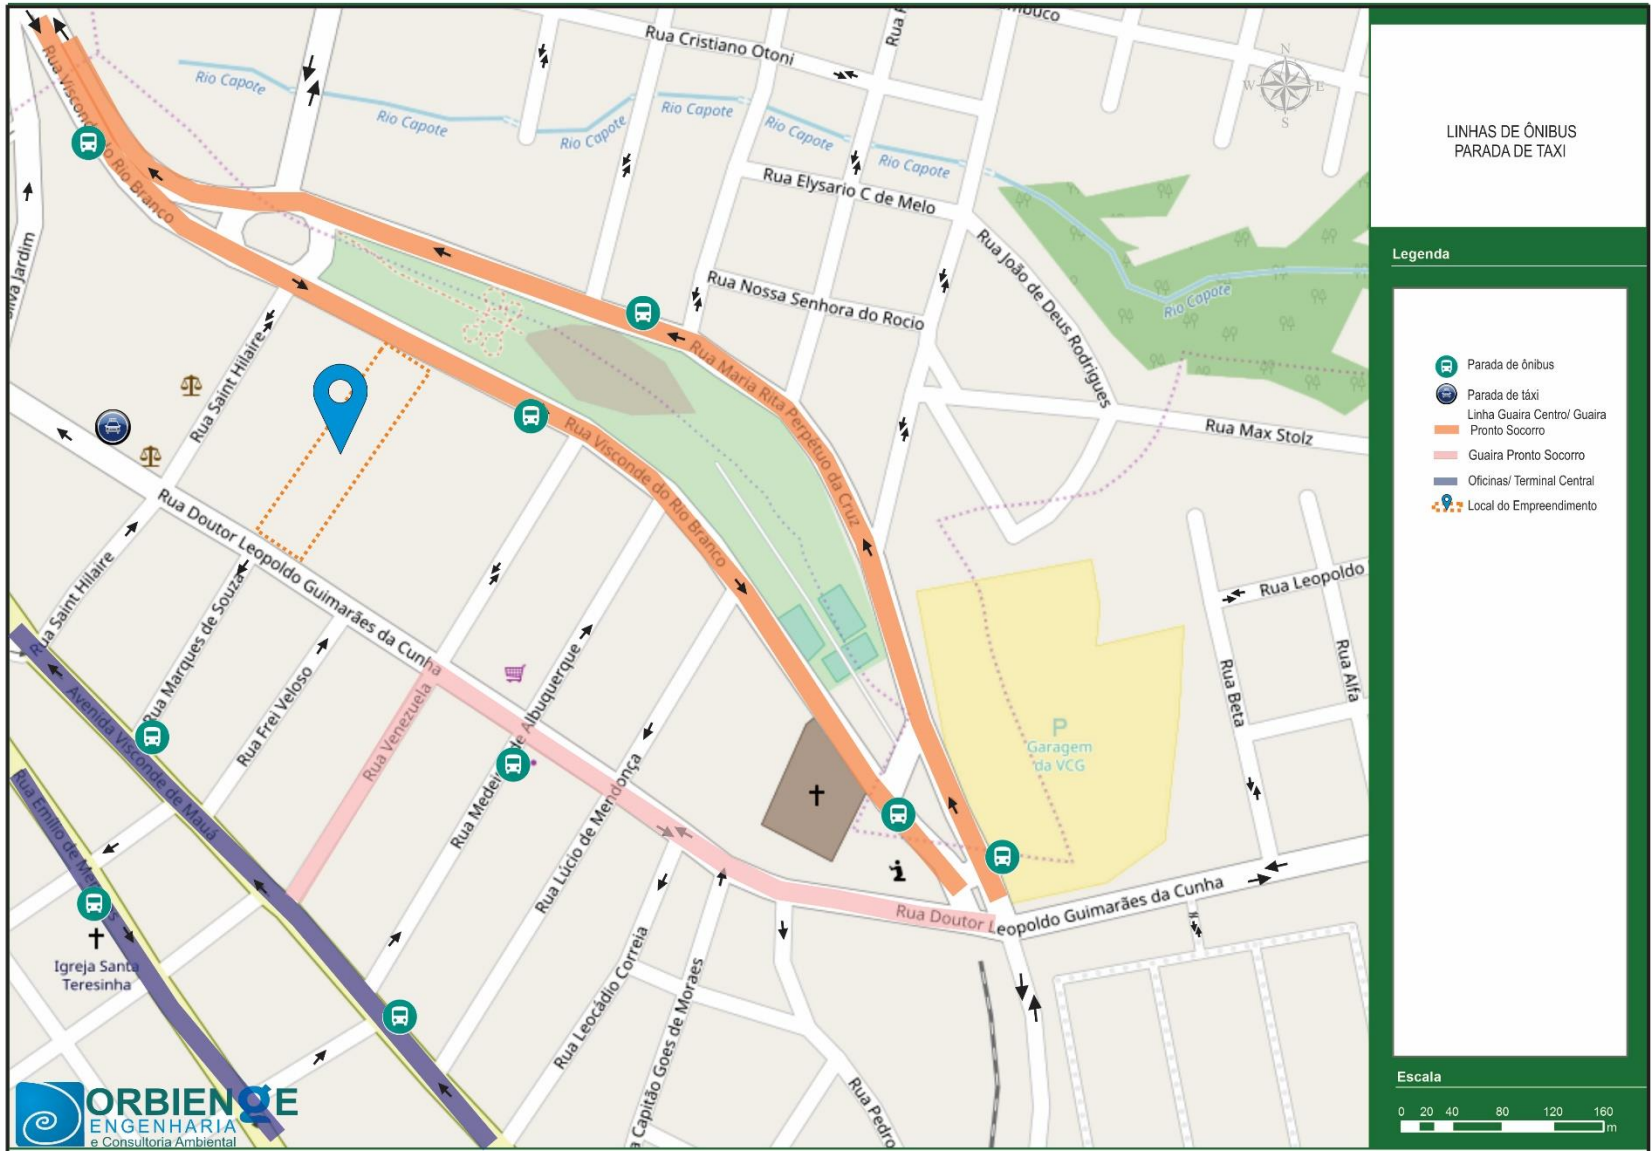 Rua Cristiano Otoni
Rio Capote
Rio Capote
Rio Capote
Rio Capote
Rio Capote
Rio Capote
Rua Visconde do Rio Branco
Rua Elysario C de Melo
Rua João de Deus Rodrigues
Rio Capote
Rua Nossa Senhora do Rocio
Silva Jardim
Rua Saint Hilaire
Rua Maria Rita Perpétuo da Cruz
Rua Max Stolz
Rua Visconde do Rio Branco
Rua Doutor Leopoldo Guimarães da Cunha
Rua Saint Hilaire
Rua Marques de Souza
Rua Frei Veloso
Rua Venezuela
Rua Leopoldo
Rua Alfa
Rua Beta
P
Garagem
da VCG
Avenida Visconde de Mauá
Rua Lúcio de Mendonça
Rua Doutor Leopoldo Guimarães da Cunha
Igreja Santa
Teresinha
Rua Leocádio Correia
Capitão Goes de Moraes
Rua Pedro
ORBIENGE
ENGENHARIA
e Consultoria Ambiental
N
W E
S
LINHAS DE ÔNIBUS
PARADA DE TAXI
Legenda
Parada de ônibus
Parada de táxi
Linha Guaira Centro/ Guaira
Pronto Socorro
Guaira Pronto Socorro
Oficinas/ Terminal Central
Local do Empreendimento
Escala
0 20 40 80 120 160
m